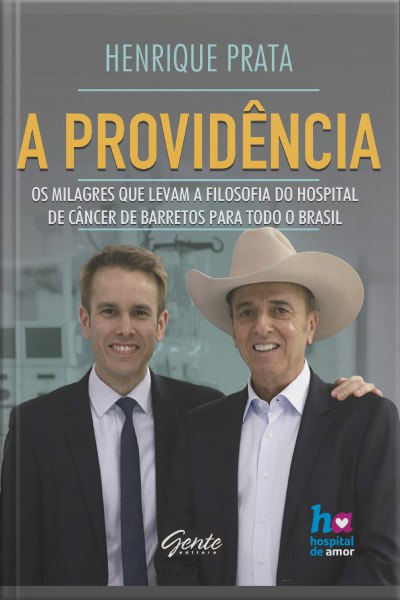 HENRIQUE PRATA
A PROVIDÊNCIA
OS MILAGRES QUE LEVAM A FILOSOFIA DO HOSPITAL
DE CÂNCER DE BARRETOS PARA TODO O BRASIL
Gente
editora
ha
hospital
de amor